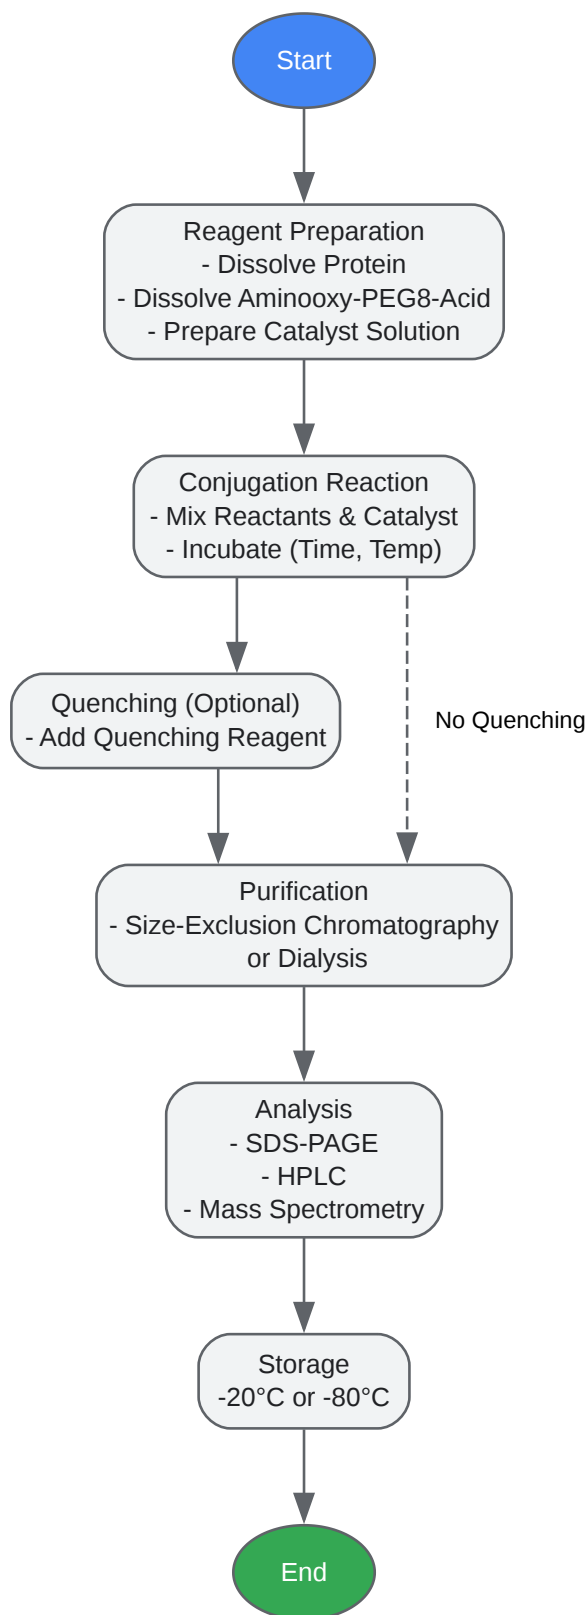 Start
Reagent Preparation
- Dissolve Protein
- Dissolve Aminooxy-PEG8-Acid
- Prepare Catalyst Solution
Conjugation Reaction
- Mix Reactants & Catalyst
- Incubate (Time, Temp)
Quenching (Optional)
- Add Quenching Reagent
No Quenching
Purification
- Size-Exclusion Chromatography
or Dialysis
Analysis
- SDS-PAGE
- HPLC
- Mass Spectrometry
Storage
-20°C or -80°C
End